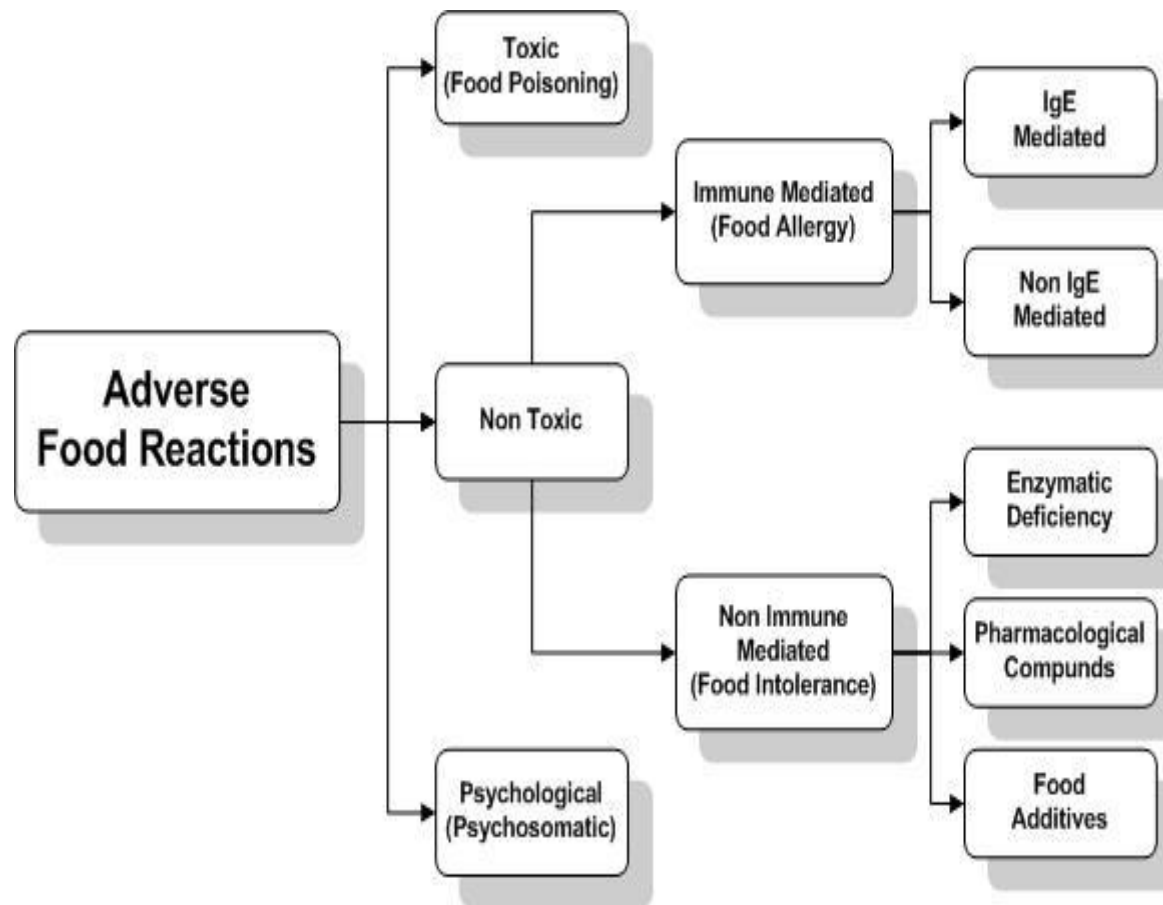 Adverse
Food Reactions
Toxic
(Food Poisoning)
Non Toxic
Psychological
(Psychosomatic)
Immune Mediated
(Food Allergy)
Non Immune
Mediated
(Food Intolerance)
IgE
Mediated
Non IgE
Mediated
Enzymatic
Deficiency
Pharmacological
Compunds
Food
Additives